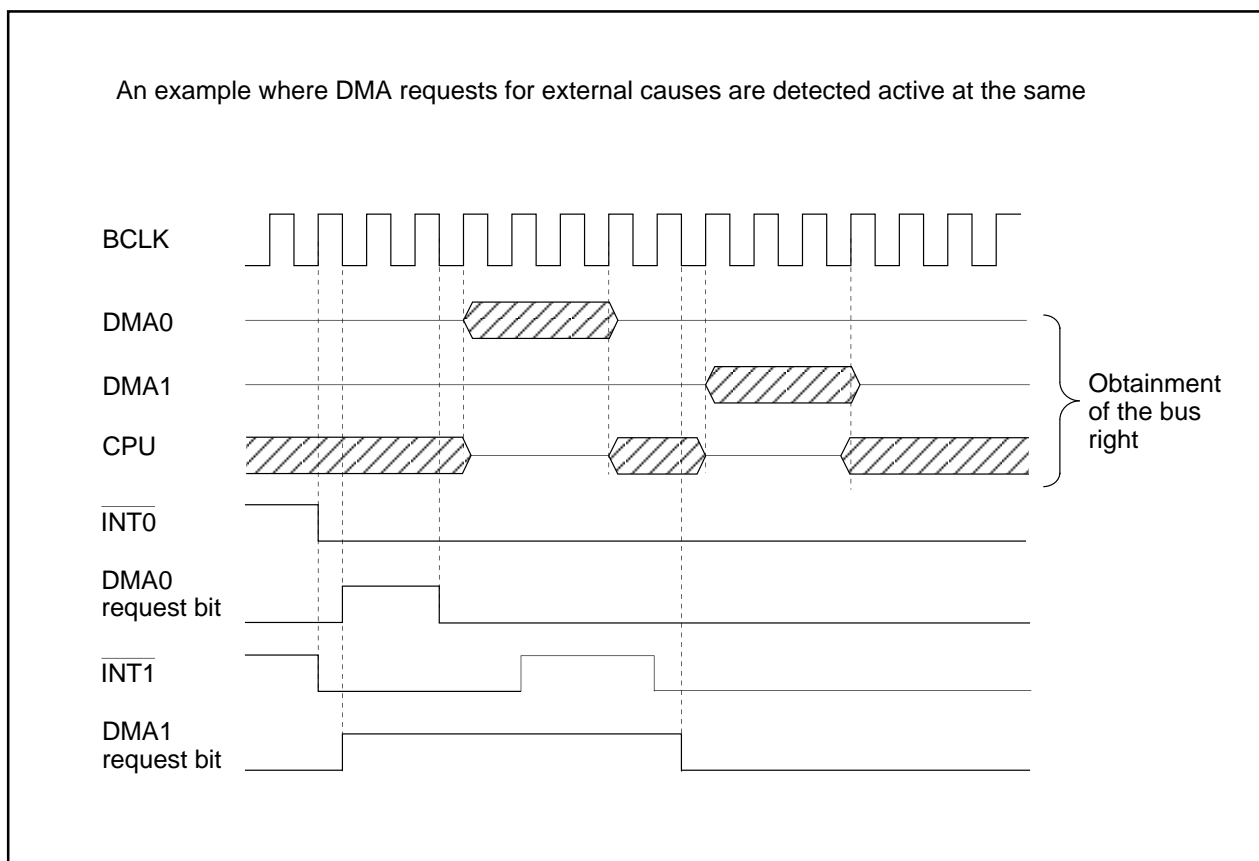 An example where DMA requests for external causes are detected active at the same
BCLK
DMA0
DMA1
CPU
Obtainment
of the bus
right
INT0
DMA0
request bit
INT1
DMA1
request bit